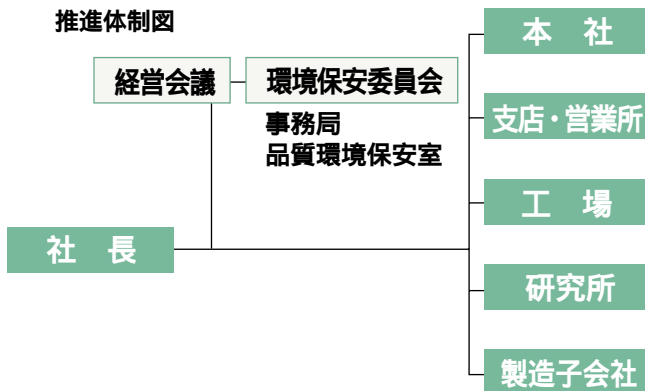 推進体制図
経営会議
環境保安委員会
事務局
品質環境保安室
社　長
本　社
支店・営業所
工　場
研究所
製造子会社